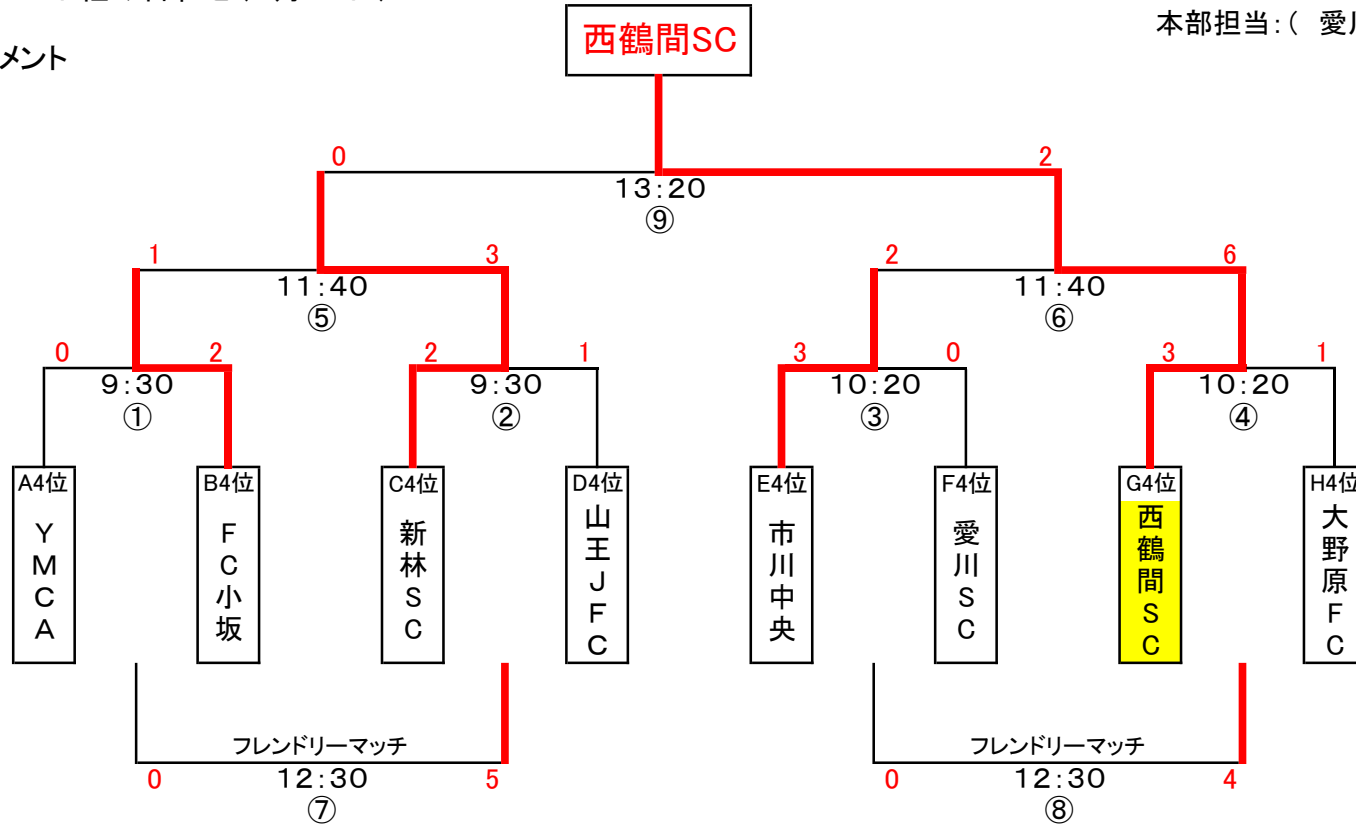 西鶴間SC
本部担当:( 愛川
メント
0
2
13:20
⑨
1
3
2
6
11:40
⑤
11:40
⑥
0
2
2
1
3
0
3
1
9:30
①
9:30
②
10:20
③
10:20
④
A4位
YMCA
B4位
FC小坂
C4位
新林SC
D4位
山王JFC
E4位
市川中央
F4位
愛川SC
G4位
西鶴間SC
H4位
大野原FC
フレンドリーマッチ
フレンドリーマッチ
0
12:30
5
⑦
0
12:30
4
⑧